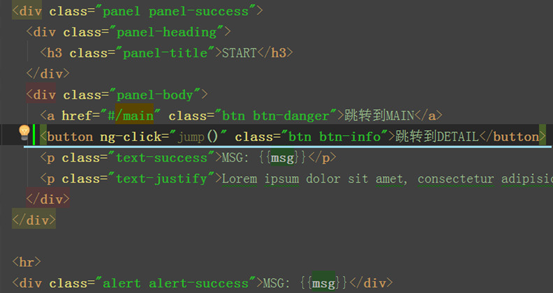 <div class="panel panel-success">
<div class="panel-heading">
<h3 class="panel-title">START</h3>
</div>
<div class="panel-body">
<a href="#/main" class="btn btn-danger">跳转到MAIN</a>
<button ng-click="jump()" class="btn btn-info">跳转到DETAIL</button>
<p class="text-success">MSG: {{msg}}</p>
<p class="text-justify">Lorem ipsum dolor sit amet, consectetur adipisic
</div>
</div>
<hr>
<div class="alert alert-success">MSG: {{msg}}</div>